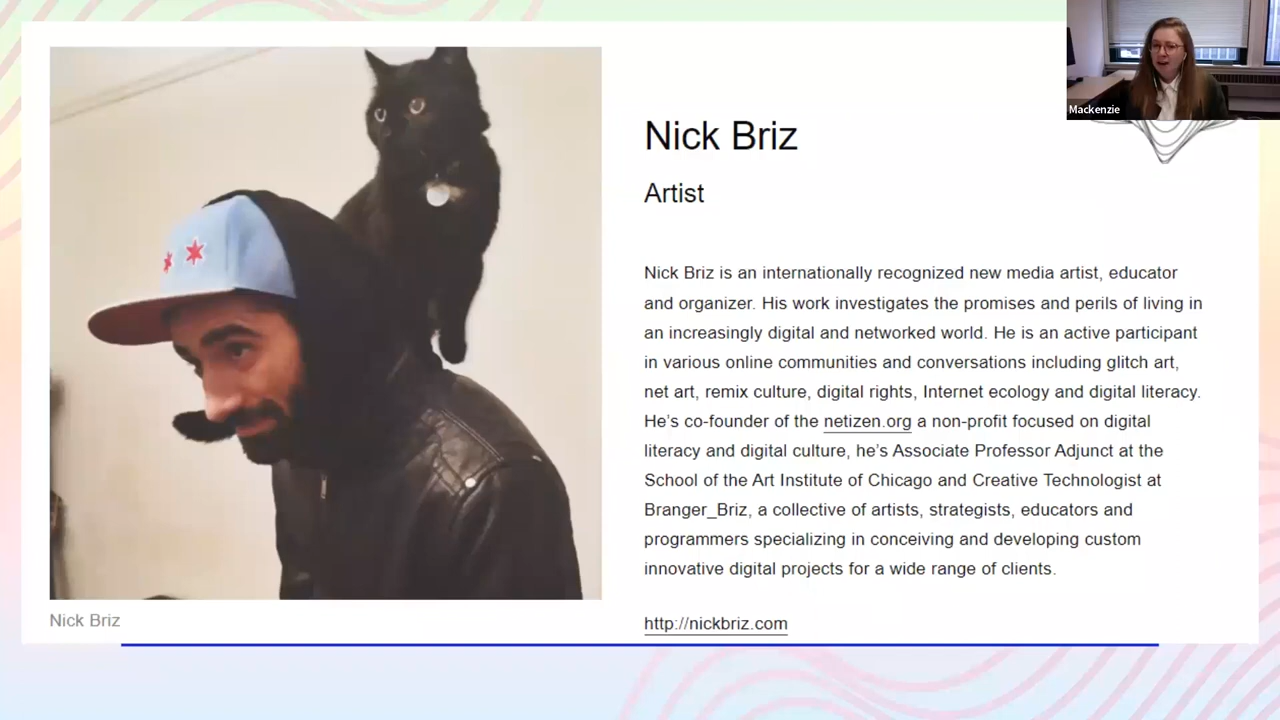 Mackenzie
Nick Briz
Artist
Nick Briz is an internationally recognized new media artist, educator
and organizer. His work investigates the promises and perils of living in
an increasingly digital and networked world. He is an active participant
in various online communities and conversations including glitch art,
net art, remix culture, digital rights, Internet ecology and digital literacy.
He’s co-founder of the netizen.org a non-profit focused on digital
literacy and digital culture, he’s Associate Professor Adjunct at the
School of the Art Institute of Chicago and Creative Technologist at
Branger_Briz, a collective of artists, strategists, educators and
programmers specializing in conceiving and developing custom
innovative digital projects for a wide range of clients.
http://nickbriz.com
Nick Briz